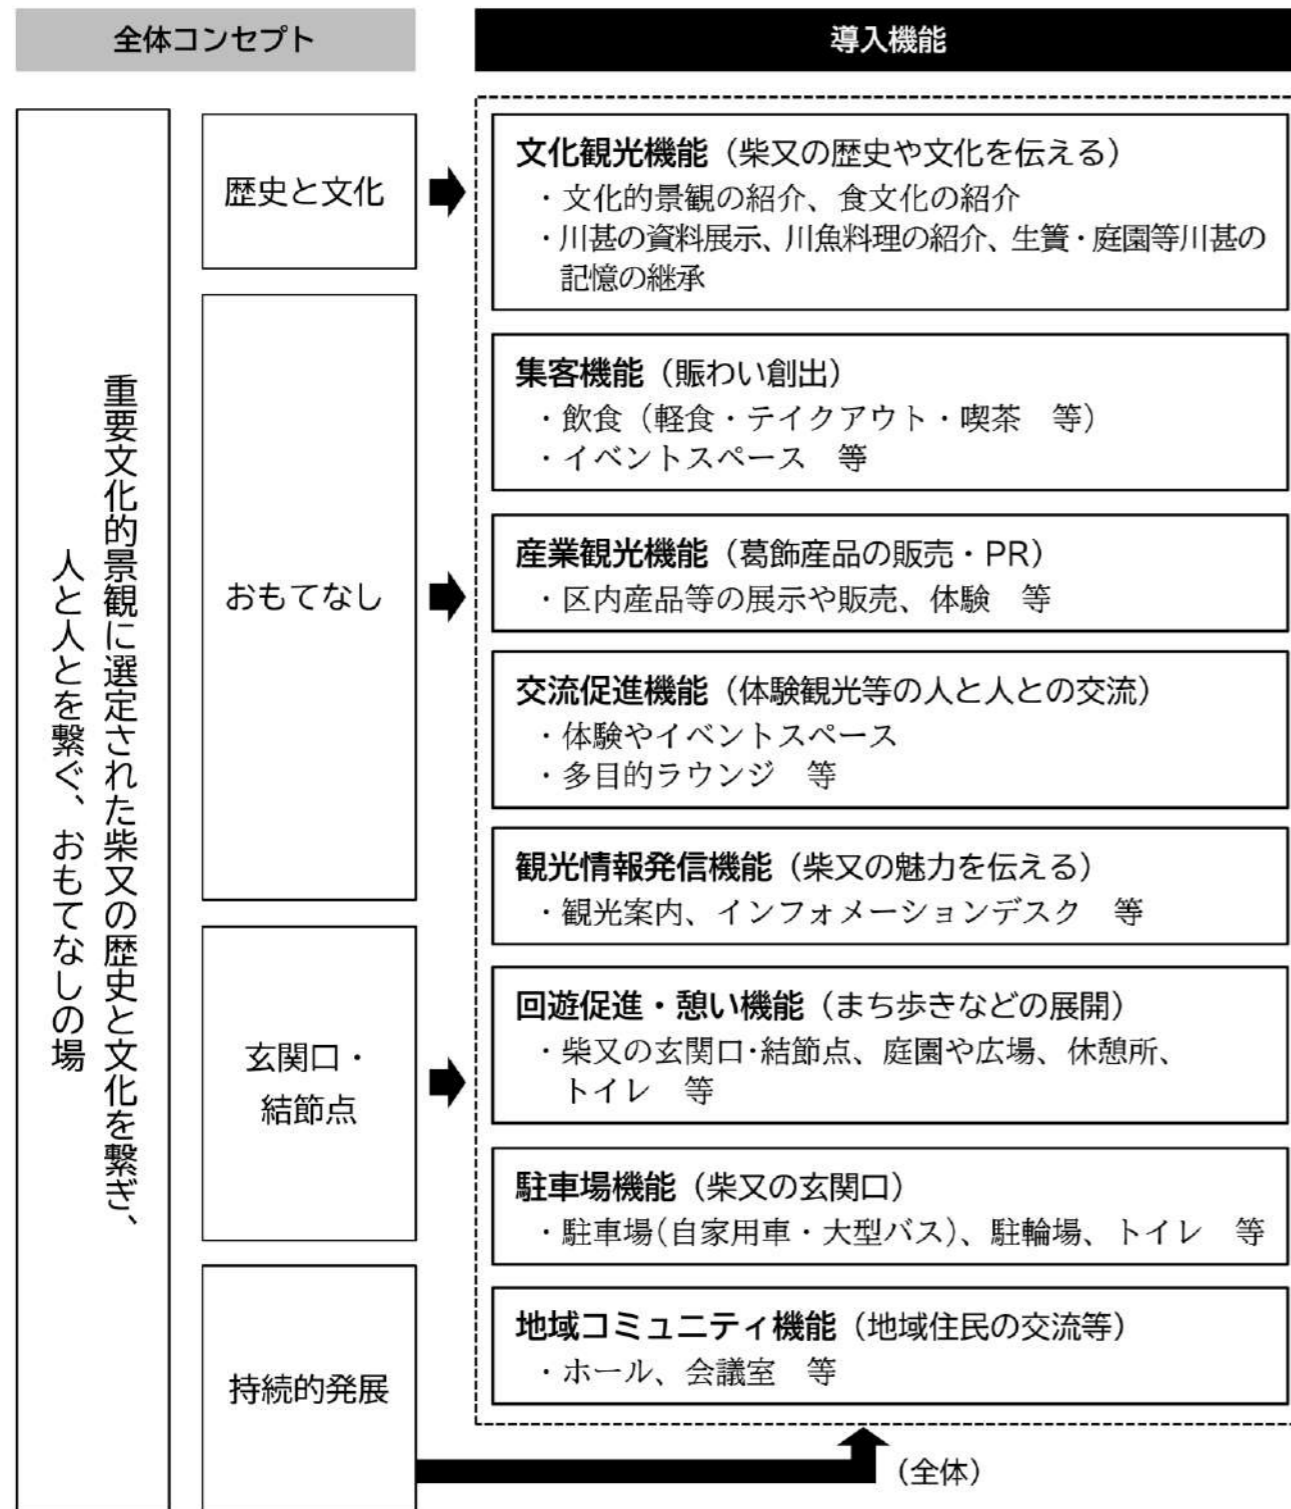 全体コンセプト
導入機能
重要文化的景観に選定された柴又の歴史と文化を繋ぎ、
人と人とを繋ぐ、おもてなしの場
歴史と文化
文化観光機能（柴又の歴史や文化を伝える）
・文化的景観の紹介、食文化の紹介
・川甚の資料展示、川魚料理の紹介、生簀・庭園等川甚の
記憶の継承
おもてなし
集客機能（賑わい創出）
・飲食（軽食・テイクアウト・喫茶　等）
・イベントスペース　等
産業観光機能（葛飾産品の販売・PR）
・区内産品等の展示や販売、体験　等
交流促進機能（体験観光等の人と人との交流）
・体験やイベントスペース
・多目的ラウンジ　等
観光情報発信機能（柴又の魅力を伝える）
・観光案内、インフォメーションデスク　等
玄関口・
結節点
回遊促進・憩い機能（まち歩きなどの展開）
・柴又の玄関口・結節点、庭園や広場、休憩所、
トイレ　等
駐車場機能（柴又の玄関口）
・駐車場（自家用車・大型バス）、駐輪場、トイレ　等
持続的発展
地域コミュニティ機能（地域住民の交流等）
・ホール、会議室　等
（全体）